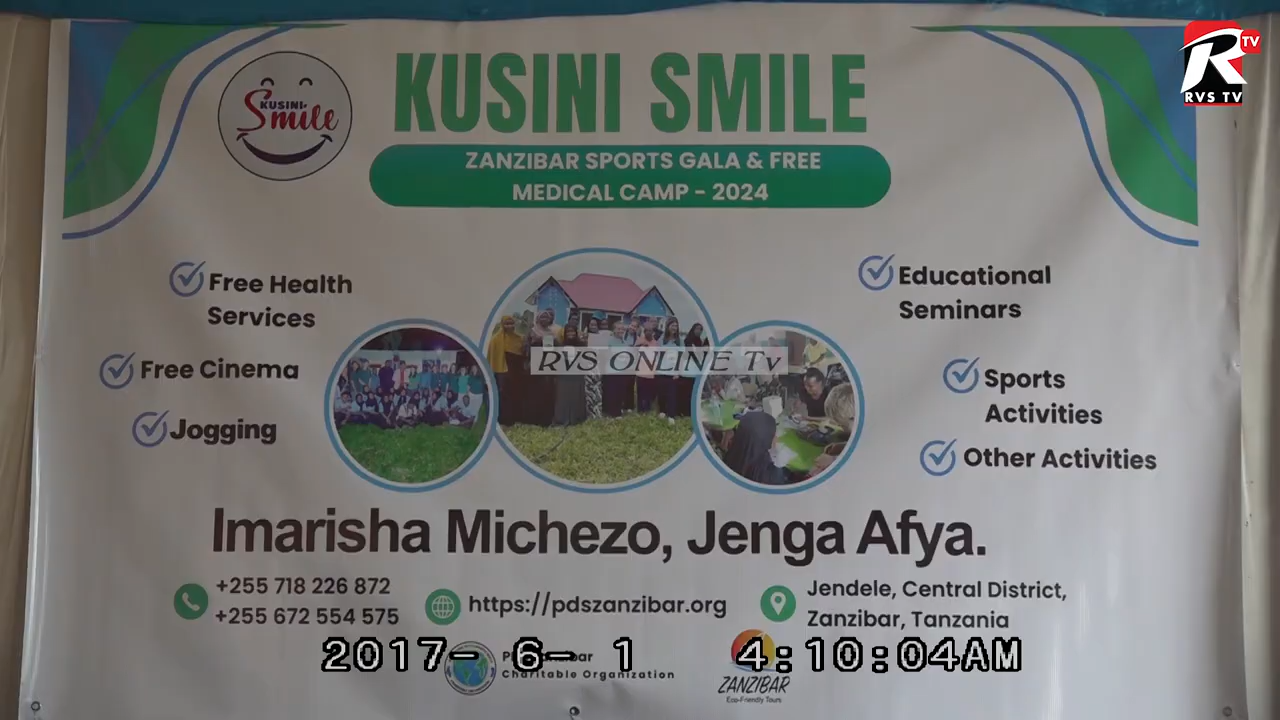 TV
R
RVS TV
KUSINI
Smile
KUSINI SMILE
ZANZIBAR SPORTS GALA & FREE
MEDICAL CAMP - 2024
Free Health
Services
Free Cinema
Jogging
Educational
Seminars
Sports
Activities
Other Activities
RVS ONLINE Tv
Imarisha Michezo, Jenga Afya.
+255 718 226 872
+255 672 554 575
https://pdszanzibar.org
Jendele, Central District,
Zanzibar, Tanzania
2017- 6- 1 4:10:04AM
Charitable Organization
ZANZIBAR
Eco-Friendly Tours